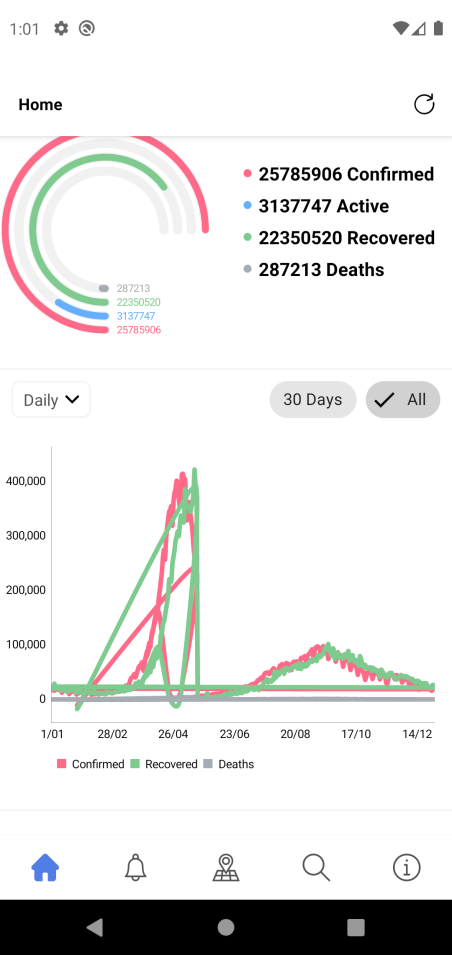 1:01
Home
25785906 Confirmed
3137747 Active
22350520 Recovered
287213 Deaths
287213
22350520
3137747
25785906
Daily
30 Days
All
400,000
300,000
200,000
100,000
0
1/01 28/02 26/04 23/06 20/08 17/10 14/12
Confirmed Recovered Deaths